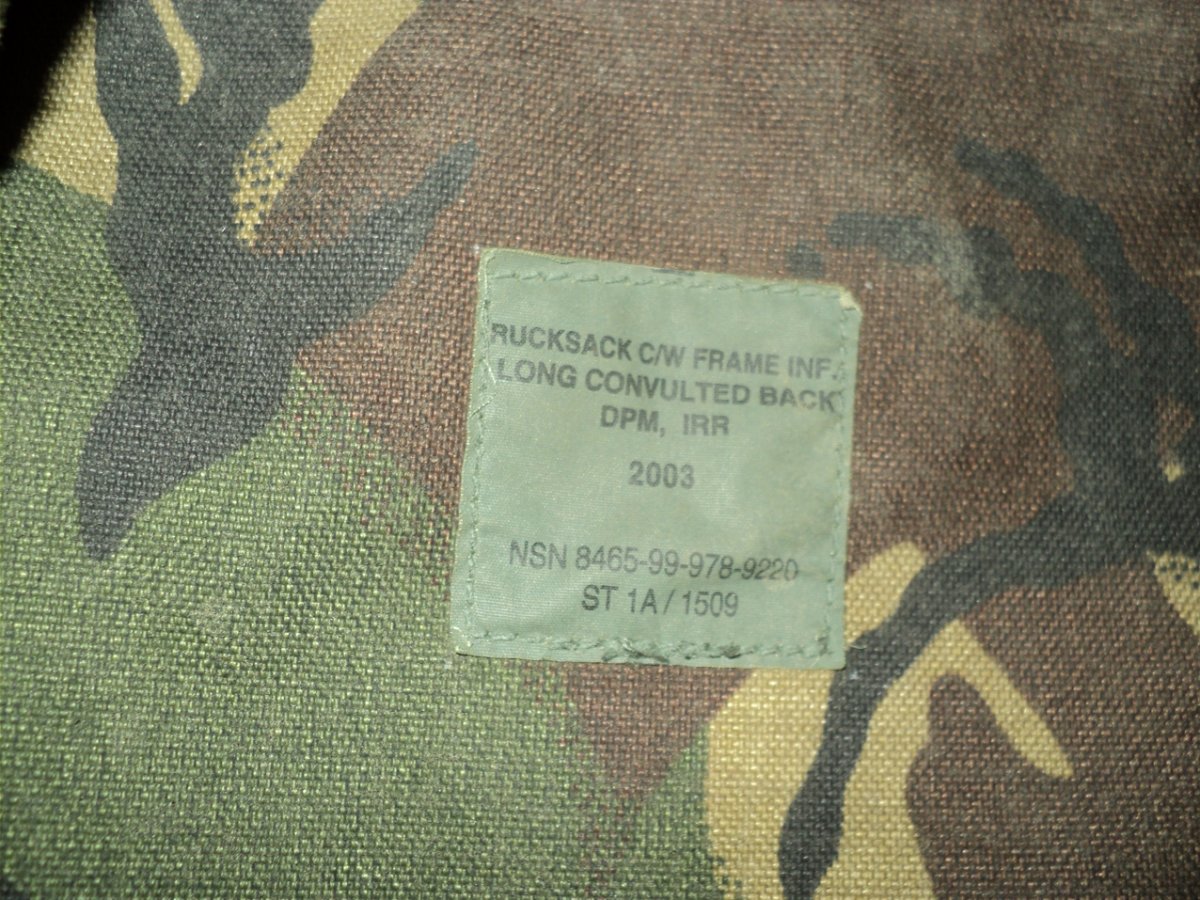 RUCKSACK C/W FRAME INF.
LONG CONVULTED BACK
DPM, IRR
2003
NSN 8465-99-978-9220
ST 1A / 1509